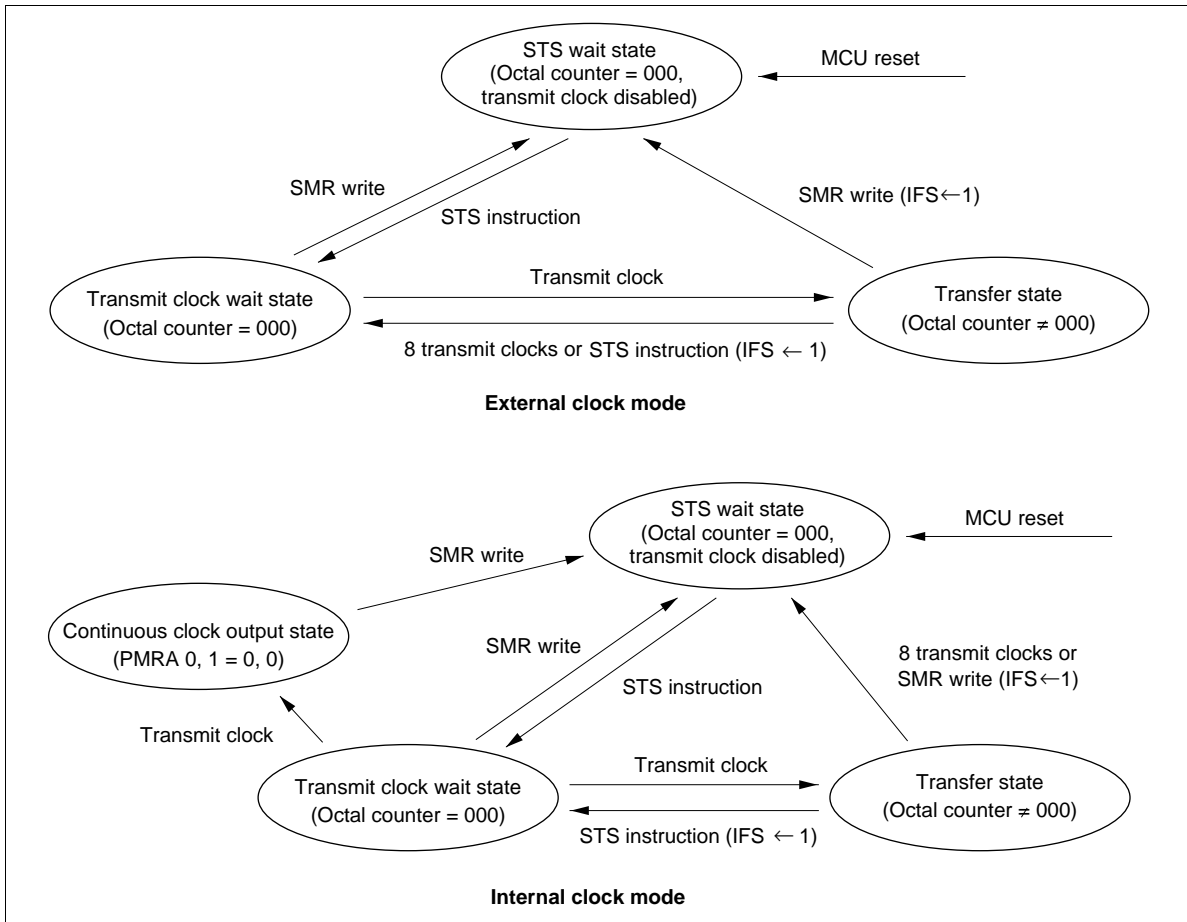 STS wait state
(Octal counter = 000,
transmit clock disabled)
MCU reset
SMR write
STS instruction
SMR write (IFS←1)
Transmit clock wait state
(Octal counter = 000)
Transmit clock
Transfer state
(Octal counter ≠ 000)
8 transmit clocks or STS instruction (IFS ← 1)
External clock mode
STS wait state
(Octal counter = 000,
transmit clock disabled)
MCU reset
SMR write
Continuous clock output state
(PMRA 0, 1 = 0, 0)
SMR write
STS instruction
8 transmit clocks or
SMR write (IFS←1)
Transmit clock
Transmit clock wait state
(Octal counter = 000)
Transmit clock
Transfer state
(Octal counter ≠ 000)
STS instruction (IFS ← 1)
Internal clock mode